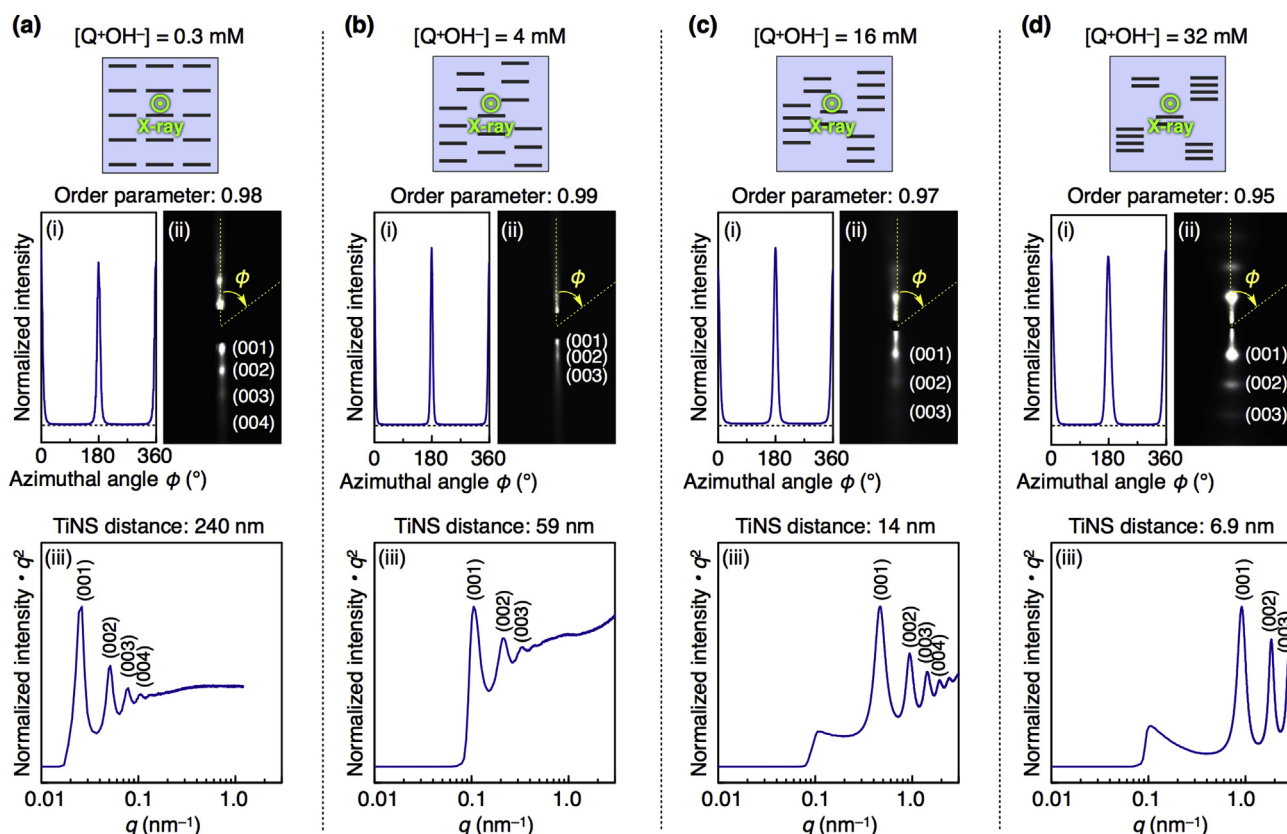 (a)
[Q⁺OH⁻] = 0.3 mM
X-ray
Order parameter: 0.98
Normalized intensity
(i)
(ii)
ϕ
(001)
(002)
(003)
(004)
0 180 360
Azimuthal angle ϕ (°)
TiNS distance: 240 nm
Normalized intensity • q²
(iii)
(001)
(002)
(003)
(004)
0.01 0.1 1.0
q (nm⁻¹)
(b)
[Q⁺OH⁻] = 4 mM
X-ray
Order parameter: 0.99
Normalized intensity
(i)
(ii)
ϕ
(001)
(002)
(003)
0 180 360
Azimuthal angle ϕ (°)
TiNS distance: 59 nm
Normalized intensity • q²
(iii)
(001)
(002)
(003)
0.01 0.1 1.0
q (nm⁻¹)
(c)
[Q⁺OH⁻] = 16 mM
X-ray
Order parameter: 0.97
Normalized intensity
(i)
(ii)
ϕ
(001)
(002)
(003)
0 180 360
Azimuthal angle ϕ (°)
TiNS distance: 14 nm
Normalized intensity • q²
(iii)
(001)
(002)
(003)
(004)
0.01 0.1 1.0
q (nm⁻¹)
(d)
[Q⁺OH⁻] = 32 mM
X-ray
Order parameter: 0.95
Normalized intensity
(i)
(ii)
ϕ
(001)
(002)
(003)
0 180 360
Azimuthal angle ϕ (°)
TiNS distance: 6.9 nm
Normalized intensity • q²
(iii)
(001)
(002)
(003)
0.01 0.1 1.0
q (nm⁻¹)